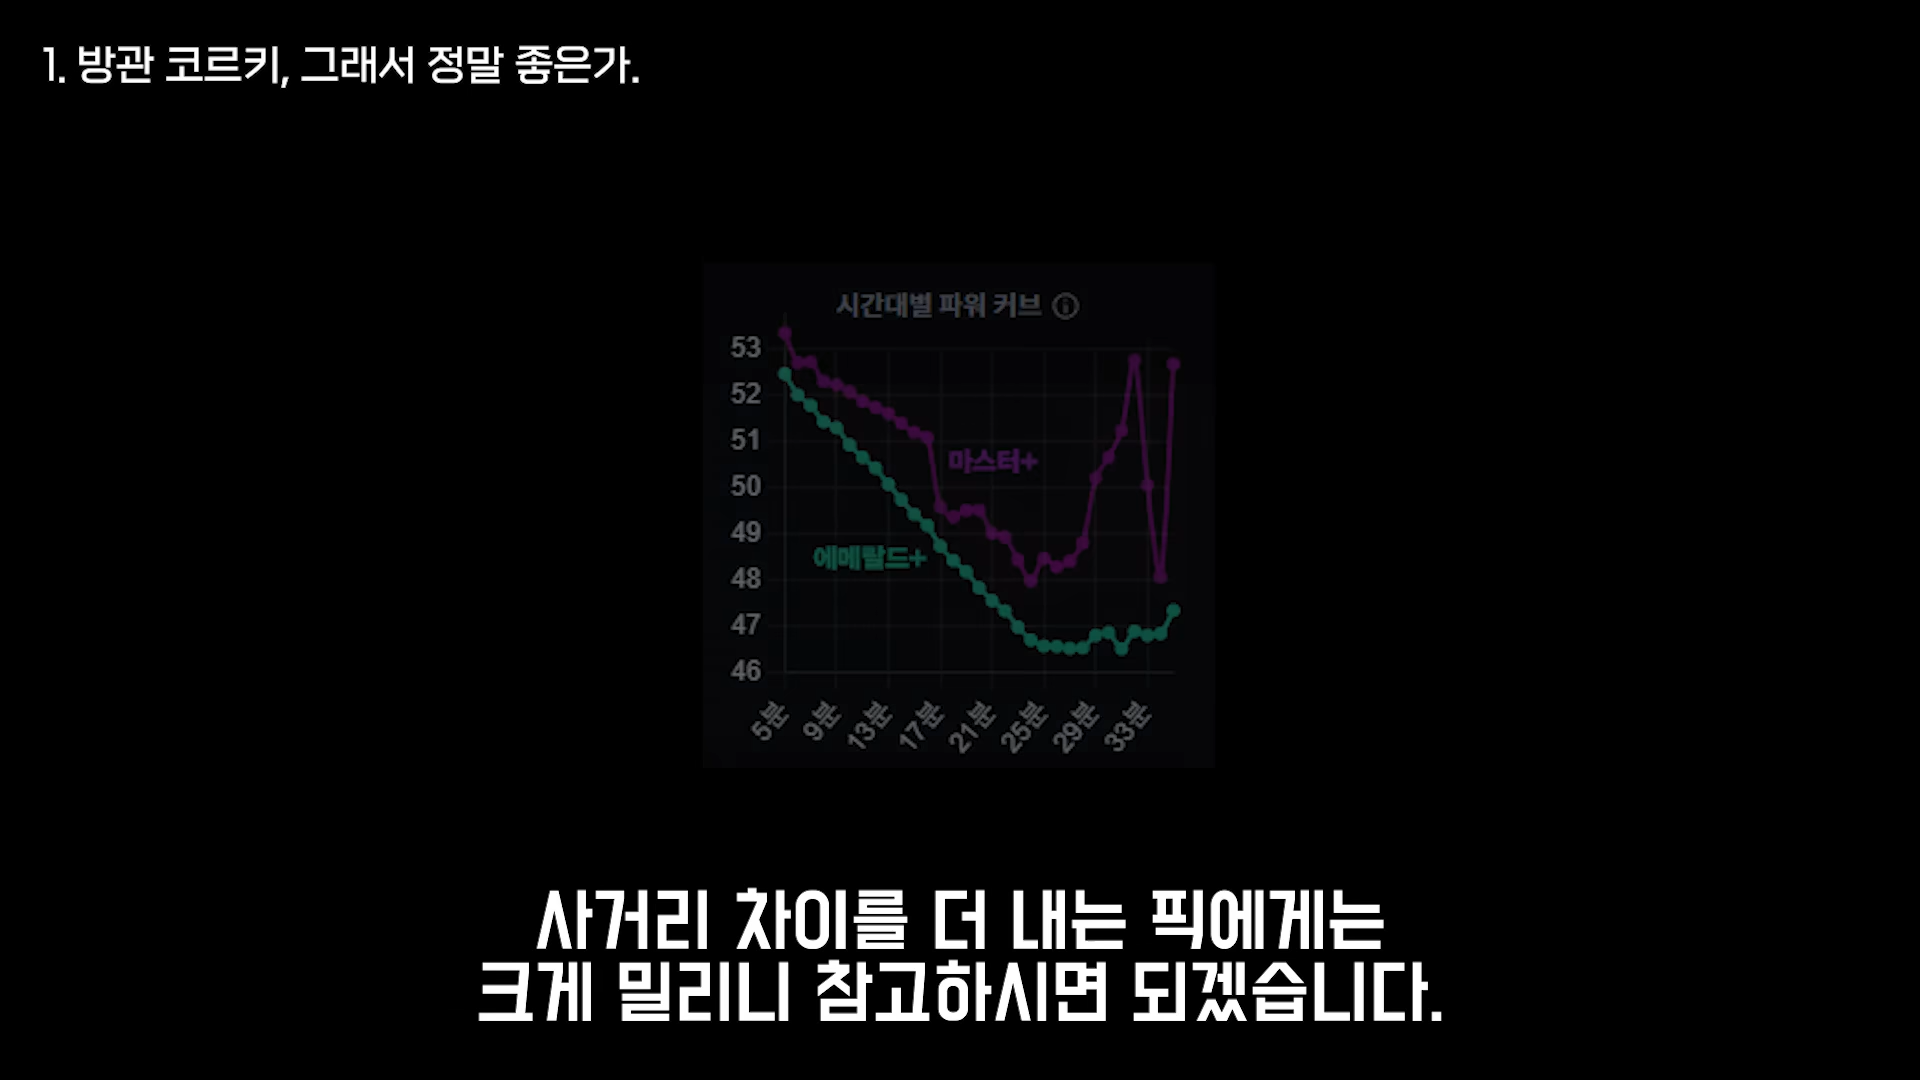 1. 방관 코르키, 그래서 정말 좋은가.
시간대별 파워 커브
53
52
51
50
49
48
47
46
마스터+
에메랄드+
5분 9분 13분 17분 21분 25분 29분 33분
사거리 차이를 더 내는 픽에게는
크게 밀리니 참고하시면 되겠습니다.